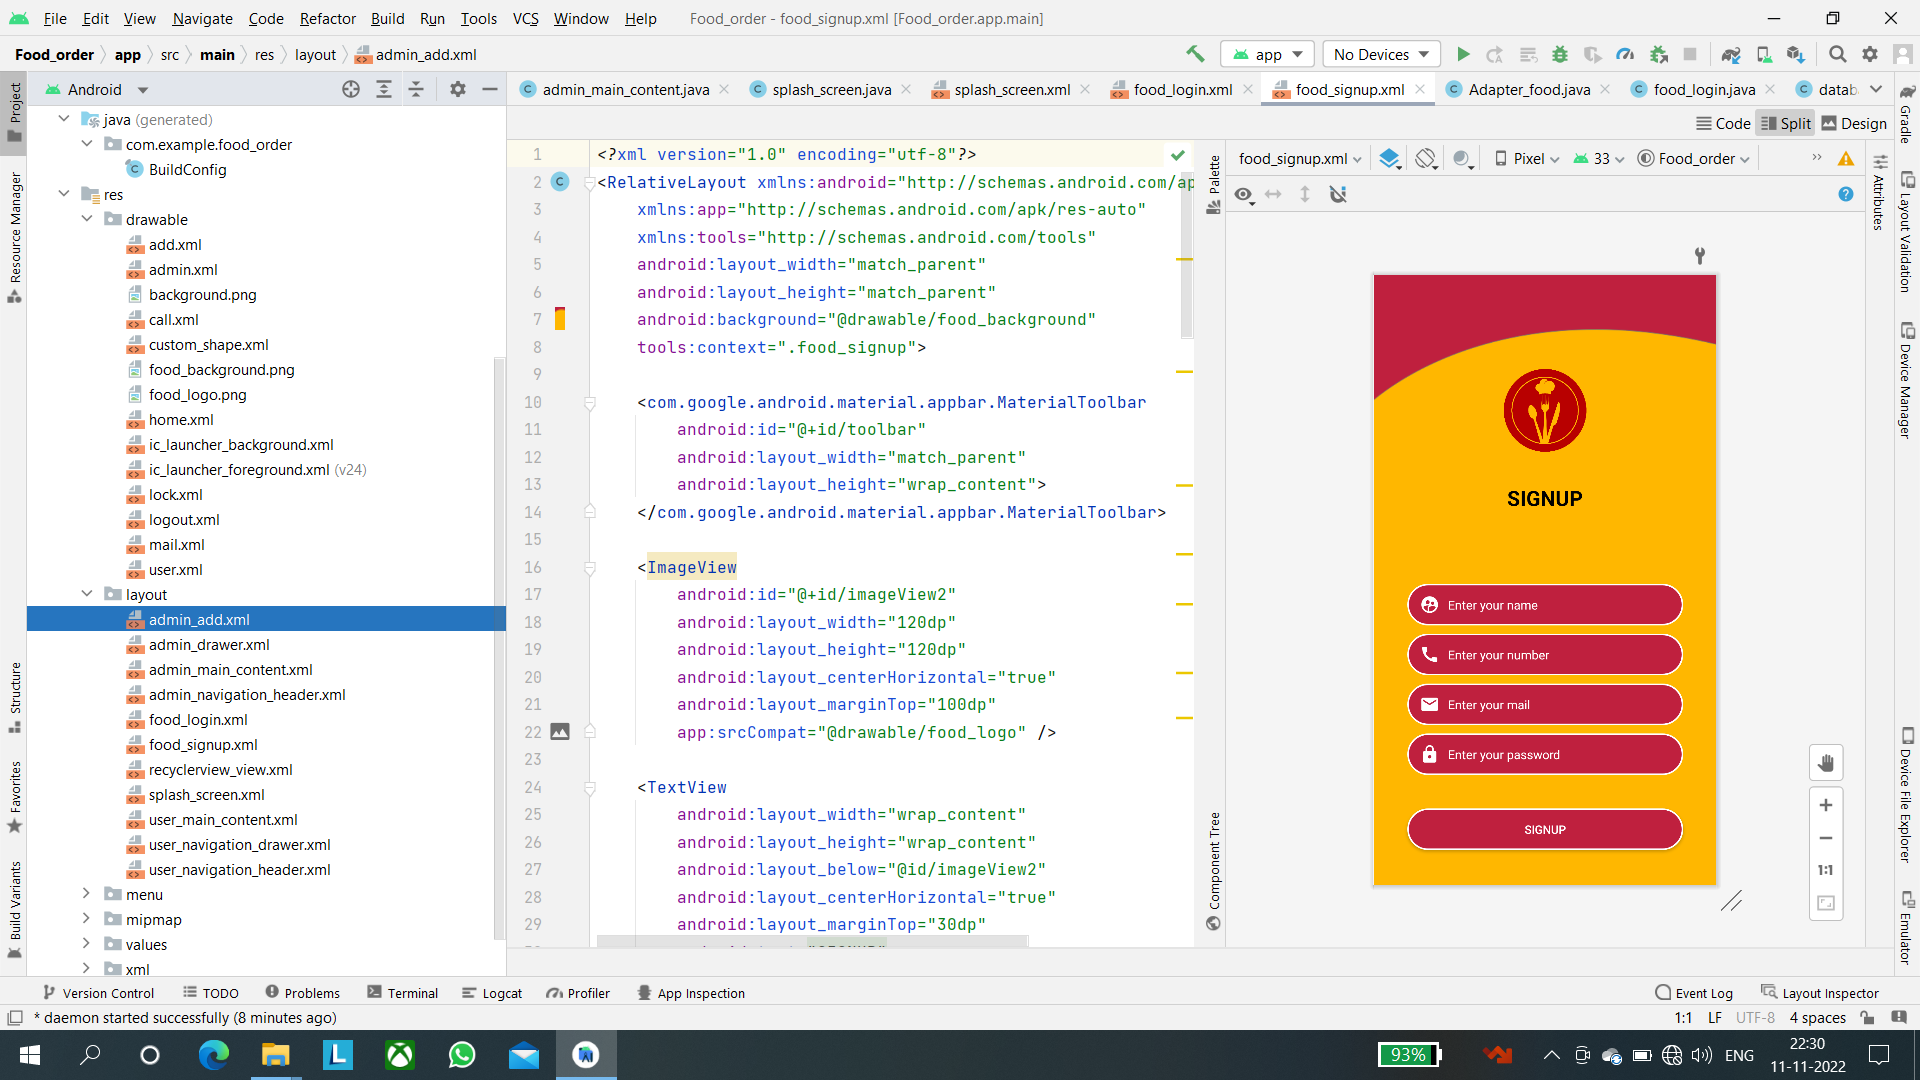 File Edit View Navigate Code Refactor Build Run Tools VCS Window Help Food_order - food_signup.xml [Food_order.app.main]
Food_order app src main res layout admin_add.xml app No Devices
Android
admin_main_content.java splash_screen.java splash_screen.xml food_login.xml food_signup.xml Adapter_food.java food_login.java datab
Code Split Design
Project
Resource Manager
Structure
Favorites
Build Variants
java (generated)
com.example.food_order
BuildConfig
res
drawable
add.xml
admin.xml
background.png
call.xml
custom_shape.xml
food_background.png
food_logo.png
home.xml
ic_launcher_background.xml
ic_launcher_foreground.xml (v24)
lock.xml
logout.xml
mail.xml
user.xml
layout
admin_add.xml
admin_drawer.xml
admin_main_content.xml
admin_navigation_header.xml
food_login.xml
food_signup.xml
recyclerview_view.xml
splash_screen.xml
user_main_content.xml
user_navigation_drawer.xml
user_navigation_header.xml
menu
mipmap
values
xml
1 <?xml version="1.0" encoding="utf-8"?>
2 <RelativeLayout xmlns:android="http://schemas.android.com/ap
3 xmlns:app="http://schemas.android.com/apk/res-auto"
4 xmlns:tools="http://schemas.android.com/tools"
5 android:layout_width="match_parent"
6 android:layout_height="match_parent"
7 android:background="@drawable/food_background"
8 tools:context=".food_signup">
9
10 <com.google.android.material.appbar.MaterialToolbar
11 android:id="@+id/toolbar"
12 android:layout_width="match_parent"
13 android:layout_height="wrap_content">
14 </com.google.android.material.appbar.MaterialToolbar>
15
16 <ImageView
17 android:id="@+id/imageView2"
18 android:layout_width="120dp"
19 android:layout_height="120dp"
20 android:layout_centerHorizontal="true"
21 android:layout_marginTop="100dp"
22 app:srcCompat="@drawable/food_logo" />
23
24 <TextView
25 android:layout_width="wrap_content"
26 android:layout_height="wrap_content"
27 android:layout_below="@id/imageView2"
28 android:layout_centerHorizontal="true"
29 android:layout_marginTop="30dp"
Palette
Component Tree
food_signup.xml Pixel 33 Food_order
SIGNUP
Enter your name
Enter your number
Enter your mail
Enter your password
SIGNUP
1:1
Attributes
Gradle
Layout Validation
Device Manager
Device File Explorer
Emulator
Version Control TODO Problems Terminal Logcat Profiler App Inspection Event Log Layout Inspector
* daemon started successfully (8 minutes ago) 1:1 LF UTF-8 4 spaces
L 93% ENG 22:30
11-11-2022